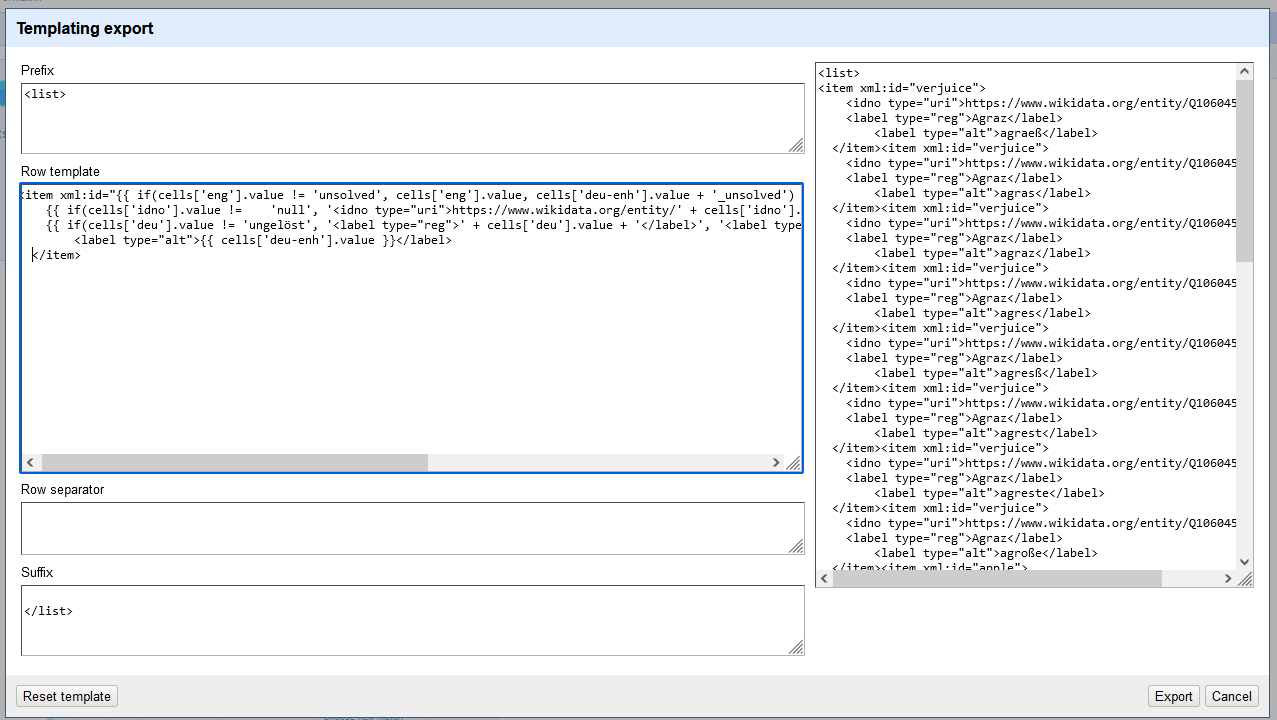 Templating export
Prefix
<list>
Row template
<item xml:id="{{ if(cells['eng'].value != 'unsolved', cells['eng'].value, cells['deu-enh'].value + '_unsolved')
{{ if(cells['idno'].value !=    'null', '<idno type="uri">https://www.wikidata.org/entity/' + cells['idno'].
{{ if(cells['deu'].value != 'ungelöst', '<label type="reg">' + cells['deu'].value + '</label>', '<label type
<label type="alt">{{ cells['deu-enh'].value }}</label>
</item>
Row separator
Suffix
</list>
<list>
<item xml:id="verjuice">
<idno type="uri">https://www.wikidata.org/entity/Q106045
<label type="reg">Agraz</label>
<label type="alt">agraeß</label>
</item><item xml:id="verjuice">
<idno type="uri">https://www.wikidata.org/entity/Q106045
<label type="reg">Agraz</label>
<label type="alt">agras</label>
</item><item xml:id="verjuice">
<idno type="uri">https://www.wikidata.org/entity/Q106045
<label type="reg">Agraz</label>
<label type="alt">agraz</label>
</item><item xml:id="verjuice">
<idno type="uri">https://www.wikidata.org/entity/Q106045
<label type="reg">Agraz</label>
<label type="alt">agres</label>
</item><item xml:id="verjuice">
<idno type="uri">https://www.wikidata.org/entity/Q106045
<label type="reg">Agraz</label>
<label type="alt">agresß</label>
</item><item xml:id="verjuice">
<idno type="uri">https://www.wikidata.org/entity/Q106045
<label type="reg">Agraz</label>
<label type="alt">agrest</label>
</item><item xml:id="verjuice">
<idno type="uri">https://www.wikidata.org/entity/Q106045
<label type="reg">Agraz</label>
<label type="alt">agreste</label>
</item><item xml:id="verjuice">
<idno type="uri">https://www.wikidata.org/entity/Q106045
<label type="reg">Agraz</label>
<label type="alt">agroße</label>
</item><item xml:id="apple">
Reset template
Export
Cancel